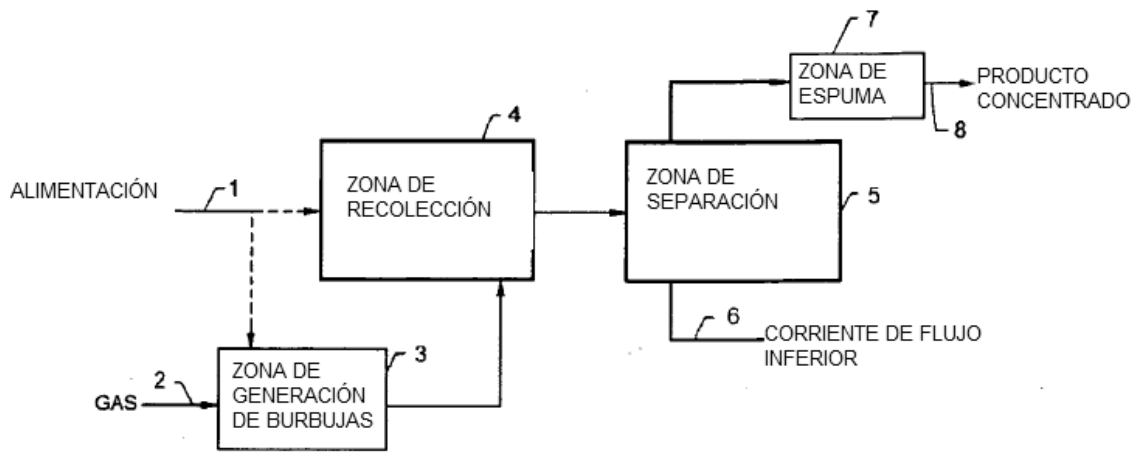 7
ZONA DE
ESPUMA
PRODUCTO
CONCENTRADO
8
4
ZONA DE
RECOLECCIÓN
ZONA DE
SEPARACIÓN
5
ALIMENTACIÓN
1
6
CORRIENTE DE FLUJO
INFERIOR
3
ZONA DE
GENERACIÓN
DE BURBUJAS
2
GAS